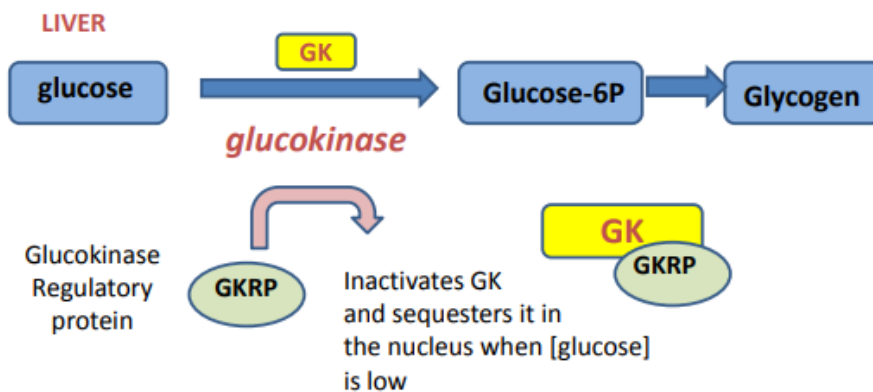 LIVER
GK
glucose
Glucose-6P
Glycogen
glucokinase
Glucokinase
Regulatory
protein
GKRP
Inactivates GK
and sequesters it in
the nucleus when [glucose]
is low
GK
GKRP